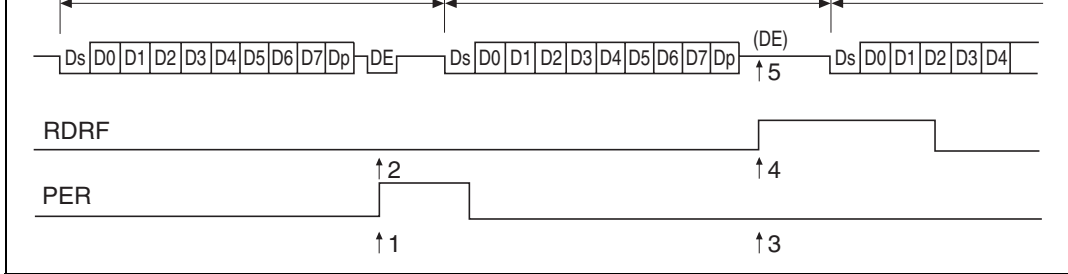 (DE)
Ds D0 D1 D2 D3 D4 D5 D6 D7 Dp DE Ds D0 D1 D2 D3 D4 D5 D6 D7 Dp Ds D0 D1 D2 D3 D4
5
RDRF
2 4
PER
1 3